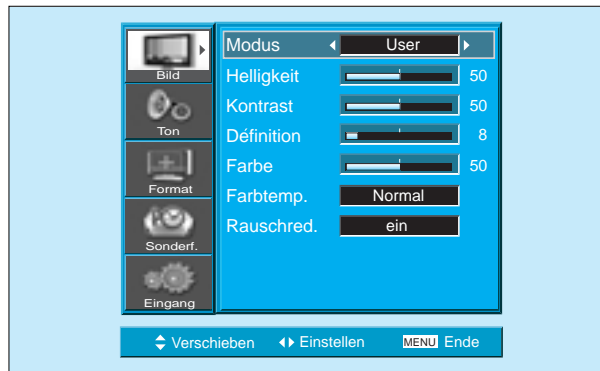 Bild
Ton
Format
Sonderf.
Eingang
Modus User
Helligkeit 50
Kontrast 50
Définition 8
Farbe 50
Farbtemp. Normal
Rauschred. ein
Verschieben Einstellen MENU Ende